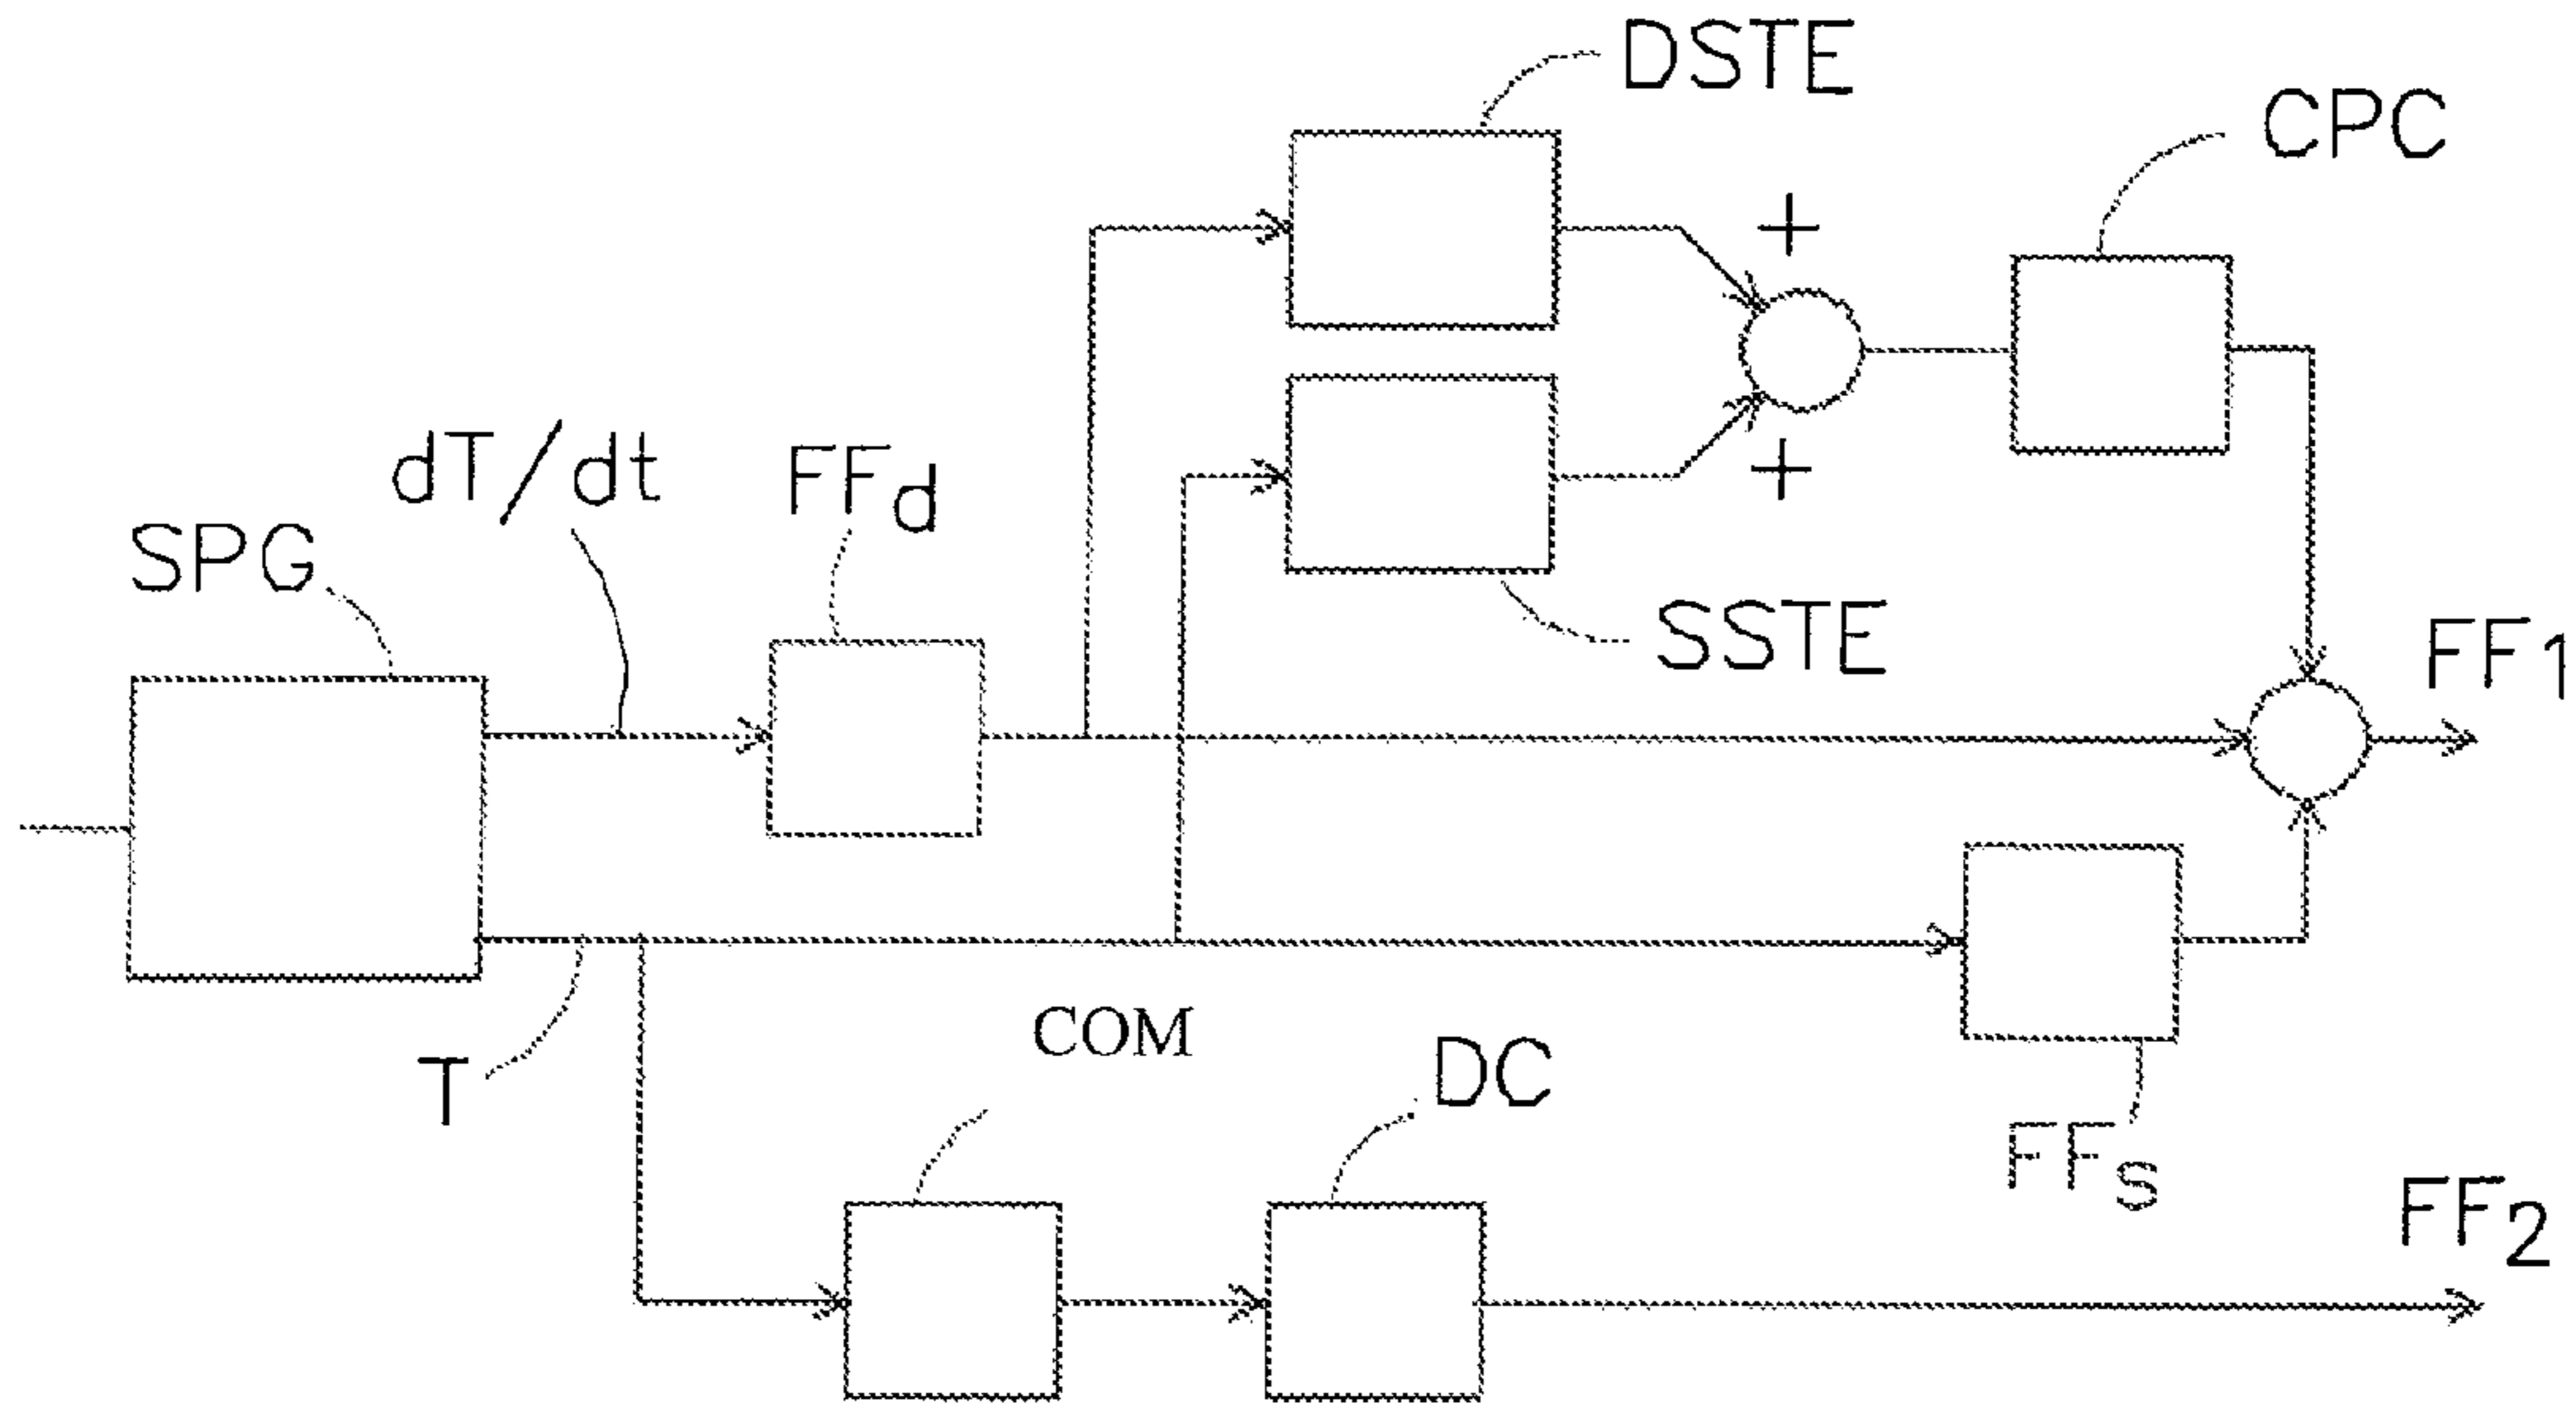 DSTE
CPC
+
dT/dt
FFd
+
SPG
SSTE
FF1
COM
DC
T
FFs
FF2